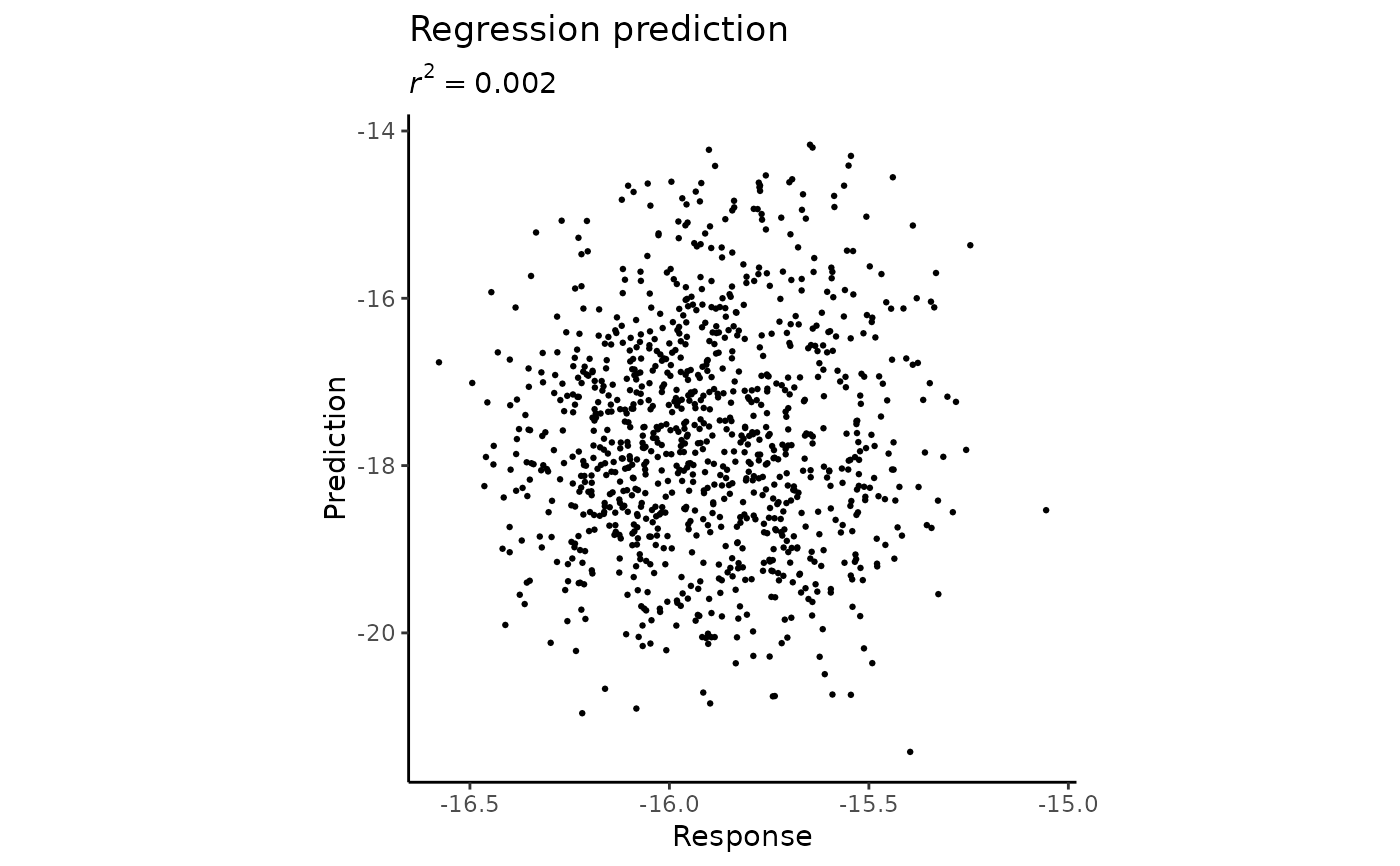 Regression prediction
r² = 0.002
-14
-16
-18
-20
Prediction
-16.5 -16.0 -15.5 -15.0
Response